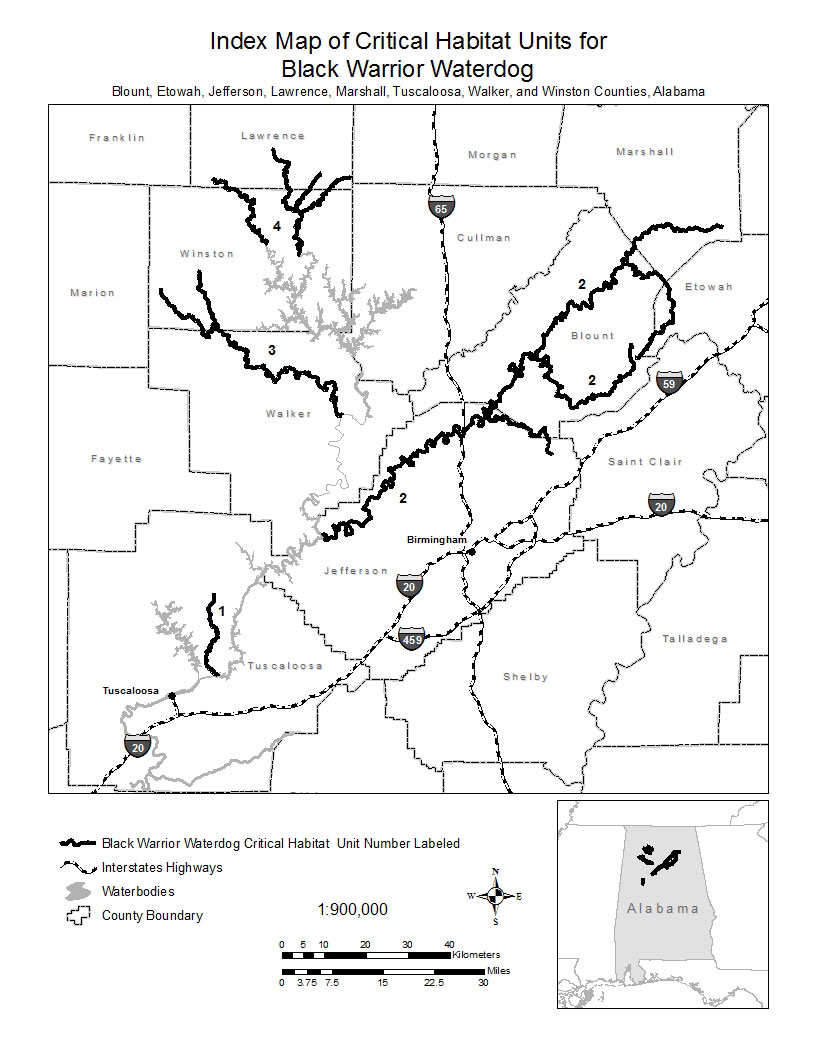 Index Map of Critical Habitat Units for
Black Warrior Waterdog
Blount, Etowah, Jefferson, Lawrence, Marshall, Tuscaloosa, Walker, and Winston Counties, Alabama
Franklin
Lawrence
Morgan
Marshall
65
4
Cullman
Winston
2
Marion
Etowah
Blount
3
2
59
Walker
Fayette
Saint Clair
2
20
Birmingham
Jefferson
20
1
459
Talladega
Tuscaloosa
Shelby
Tuscaloosa
20
Black Warrior Waterdog Critical Habitat Unit Number Labeled
Interstates Highways
Waterbodies
County Boundary
1:900,000
N
W
E
S
0 5 10 20 30 40
Kilometers
Miles
0 3.75 7.5 15 22.5 30
Alabama